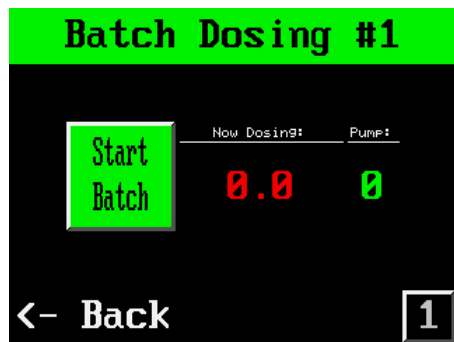 Batch Dosing #1
Start
Batch
Now Dosing: Pump:
0.0 0
<- Back 1